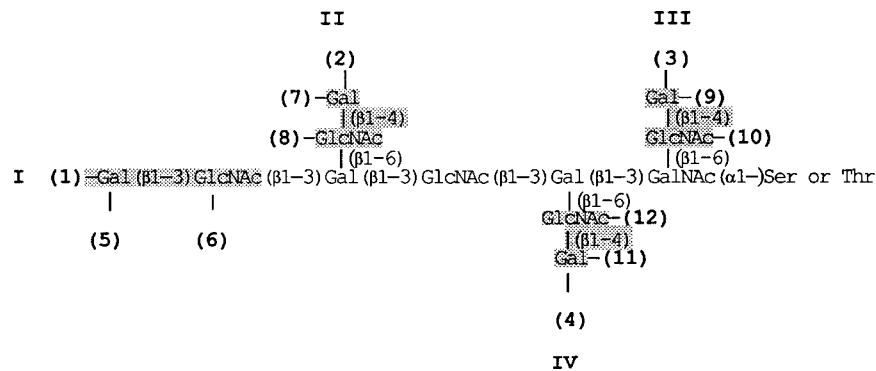 II III
(2) (3)
(7)–Gal Gal–(9)
(β1–4) (β1–4)
(8)–GlcNAc GlcNAc–(10)
(β1–6) (β1–6)
I (1)–Gal(β1–3)GlcNAc(β1–3)Gal(β1–3)GlcNAc(β1–3)Gal(β1–3)GalNAc(α1–)Ser or Thr
(β1–6)
GlcNAc–(12)
(5) (6) (β1–4)
Gal–(11)
(4)
IV